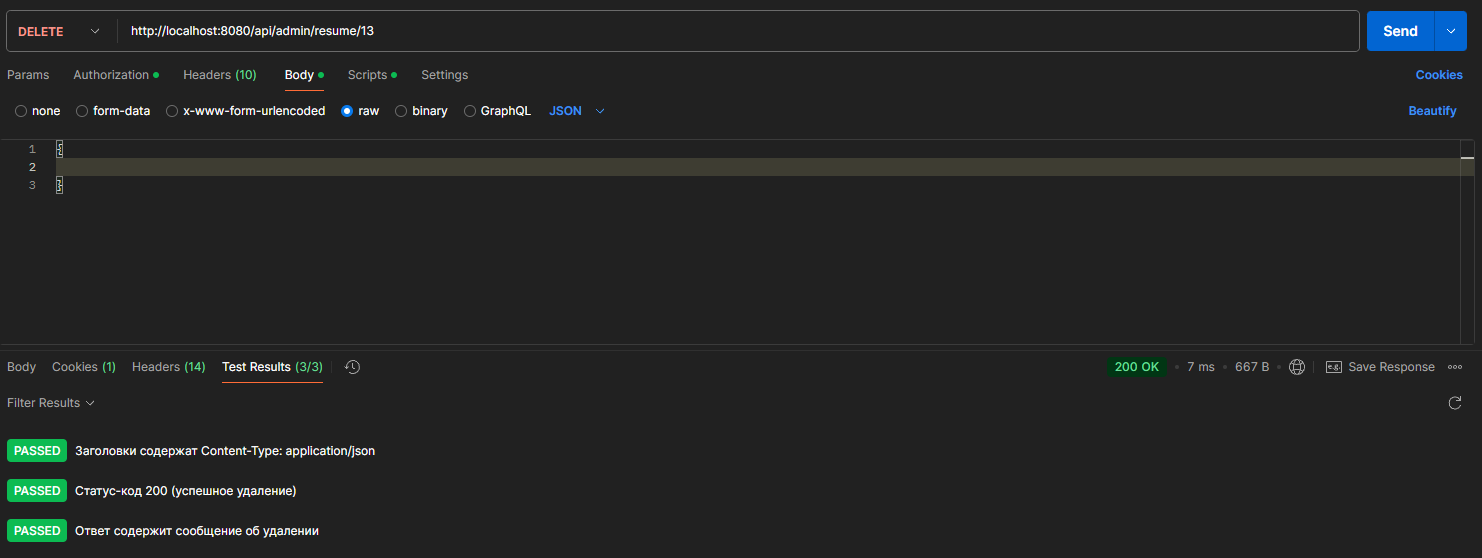 DELETE http://localhost:8080/api/admin/resume/13 Send
Params Authorization Headers (10) Body Scripts Settings Cookies
none form-data x-www-form-urlencoded raw binary GraphQL JSON Beautify
1 {
2
3 }
Body Cookies (1) Headers (14) Test Results (3/3) 200 OK • 7 ms • 667 B • e.g. Save Response
Filter Results
PASSED Заголовки содержат Content-Type: application/json
PASSED Статус-код 200 (успешное удаление)
PASSED Ответ содержит сообщение об удалении